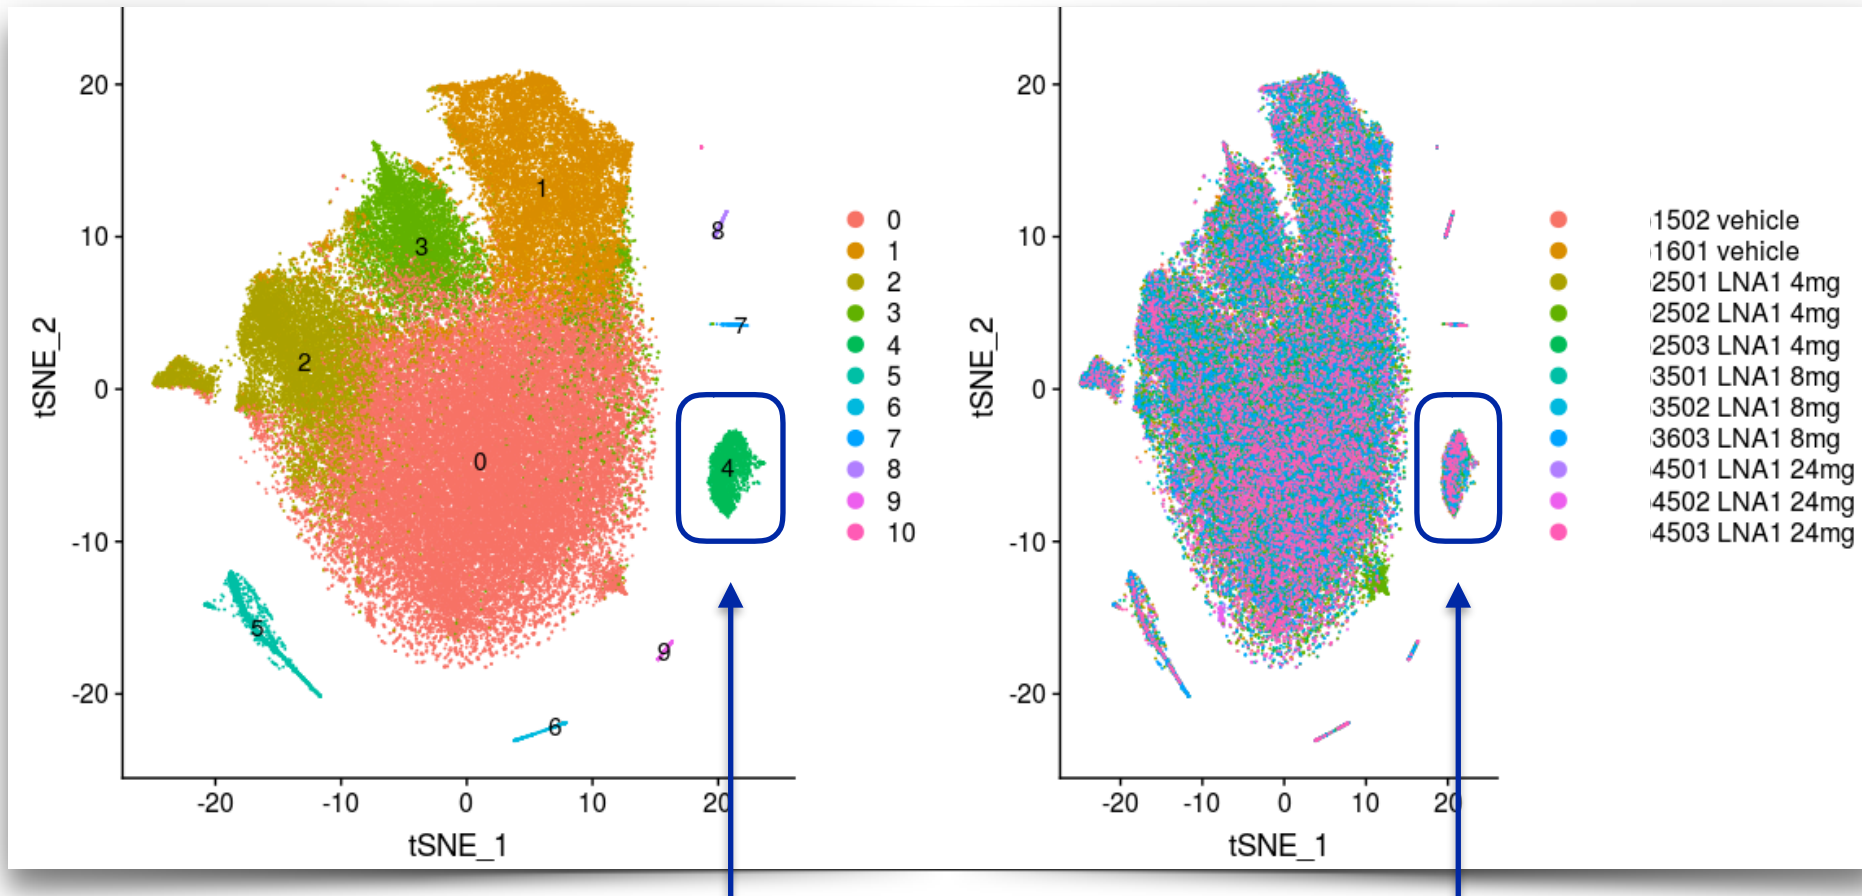 20
10
0
-10
-20
tSNE_2
-20
-10
0
10
20
tSNE_1
0
1
2
3
4
5
6
7
8
9
0
1
2
3
4
5
6
7
8
9
10
20
10
0
-10
-20
tSNE_2
-20
-10
0
10
20
tSNE_1
1502 vehicle
1601 vehicle
2501 LNA1 4mg
2502 LNA1 4mg
2503 LNA1 4mg
3501 LNA1 8mg
3502 LNA1 8mg
3603 LNA1 8mg
4501 LNA1 24mg
4502 LNA1 24mg
4503 LNA1 24mg